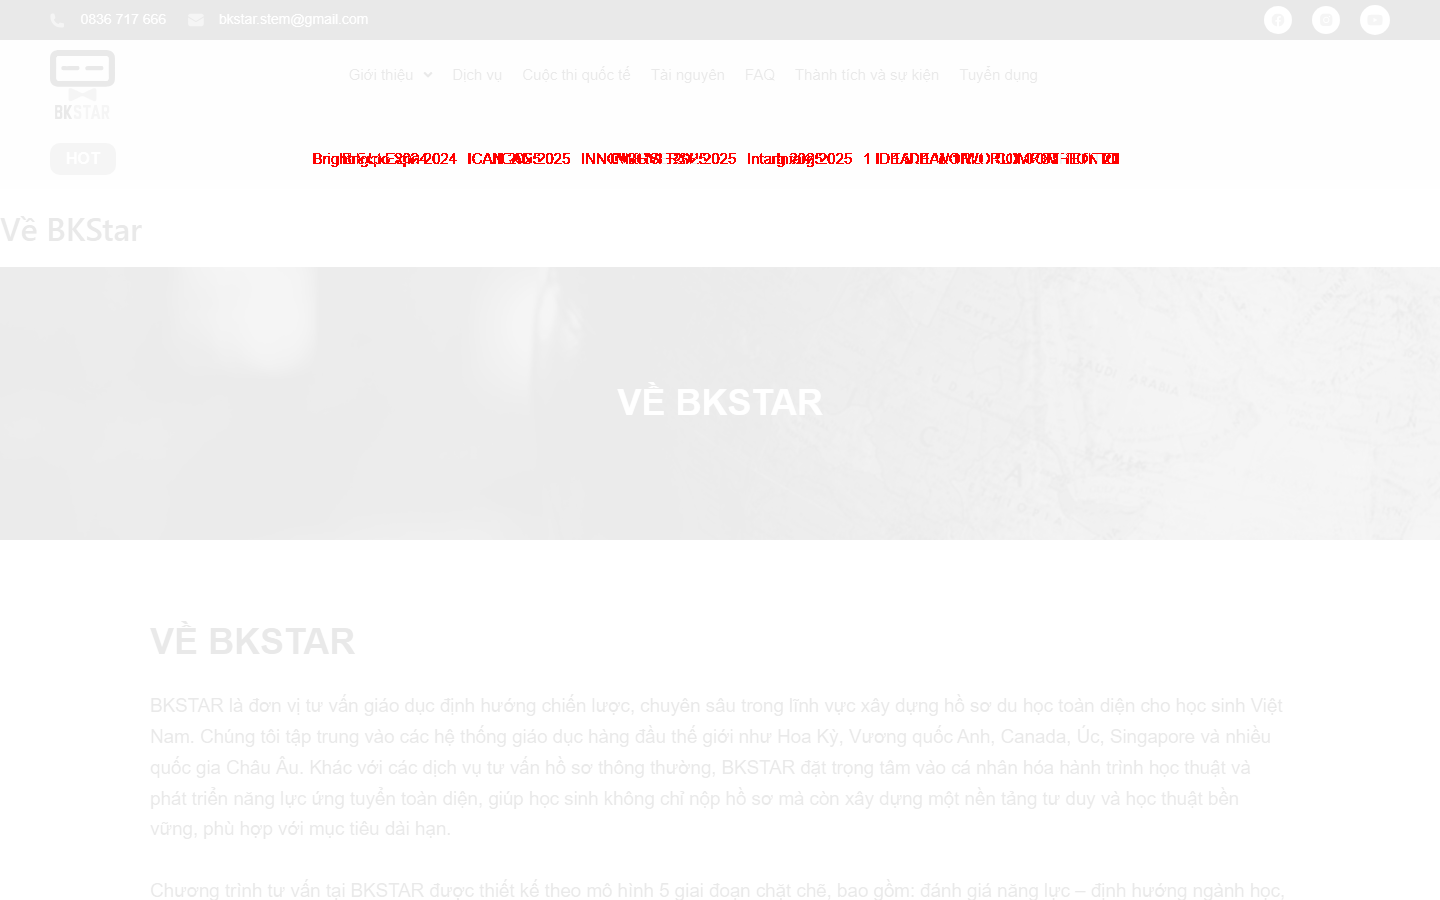 0836 717 666
bkstar.stem@gmail.com
BKSTAR
Giới thiệu
Dịch vụ
Cuộc thi quốc tế
Tài nguyên
FAQ
Thành tích và sự kiện
Tuyển dụng
HOT
2024 2025 2025 2025
Về BKStar
VỀ BKSTAR
VỀ BKSTAR
BKSTAR là đơn vị tư vấn giáo dục định hướng chiến lược, chuyên sâu trong lĩnh vực xây dựng hồ sơ du học toàn diện cho học sinh Việt
Nam. Chúng tôi tập trung vào các hệ thống giáo dục hàng đầu thế giới như Hoa Kỳ, Vương quốc Anh, Canada, Úc, Singapore và nhiều
quốc gia Châu Âu. Khác với các dịch vụ tư vấn hồ sơ thông thường, BKSTAR đặt trọng tâm vào cá nhân hóa hành trình học thuật và
phát triển năng lực ứng tuyển toàn diện, giúp học sinh không chỉ nộp hồ sơ mà còn xây dựng một nền tảng tư duy và học thuật bền
vững, phù hợp với mục tiêu dài hạn.
Chương trình tư vấn tại BKSTAR được thiết kế theo mô hình 5 giai đoạn chặt chẽ, bao gồm: đánh giá năng lực – định hướng ngành học,